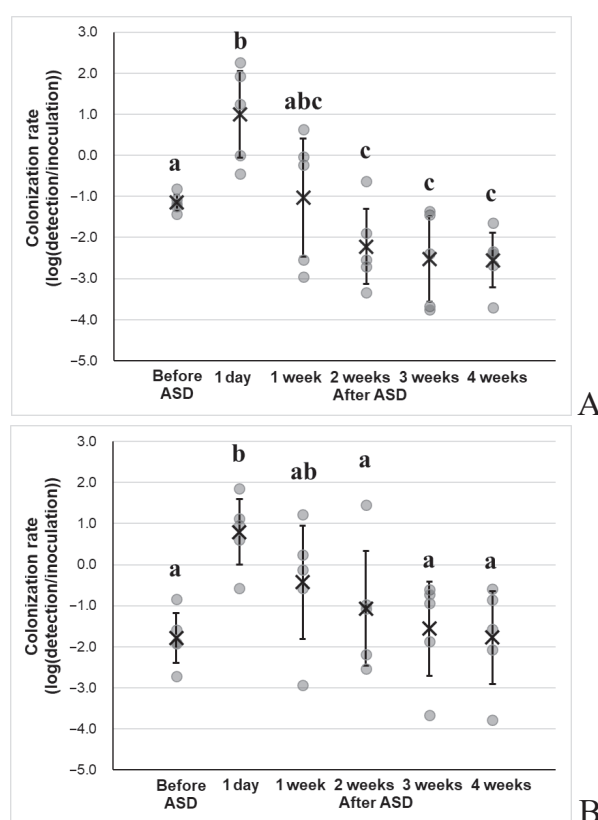 Colonization rate
(log(detection/inoculation))
3.0
2.0
1.0
0.0
–1.0
–2.0
–3.0
–4.0
–5.0
a
b
abc
c
c
c
Before
ASD
1 day
1 week
2 weeks
3 weeks
4 weeks
After ASD
A
Colonization rate
(log(detection/inoculation))
3.0
2.0
1.0
0.0
–1.0
–2.0
–3.0
–4.0
–5.0
a
b
ab
a
a
a
Before
ASD
1 day
1 week
2 weeks
3 weeks
4 weeks
After ASD
B